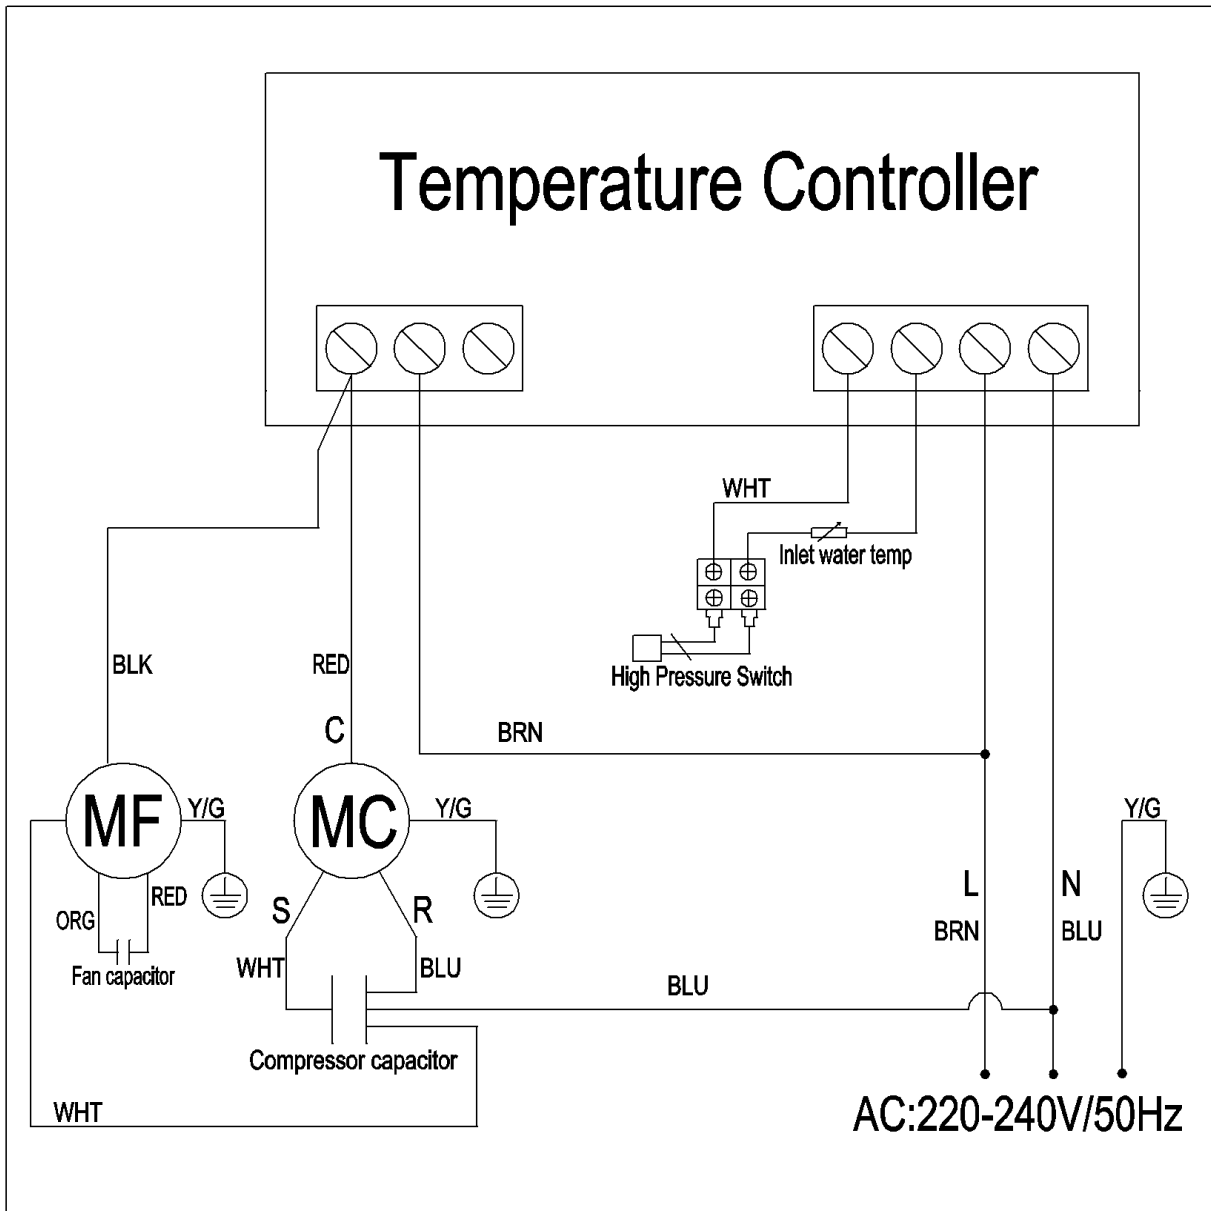 Temperature Controller
WHT
Inlet water temp
High Pressure Switch
BLK
RED
C
BRN
MF
Y/G
MC
Y/G
Y/G
RED
ORG
Fan capacitor
S
R
L
N
BRN
BLU
WHT
BLU
BLU
Compressor capacitor
WHT
AC:220-240V/50Hz